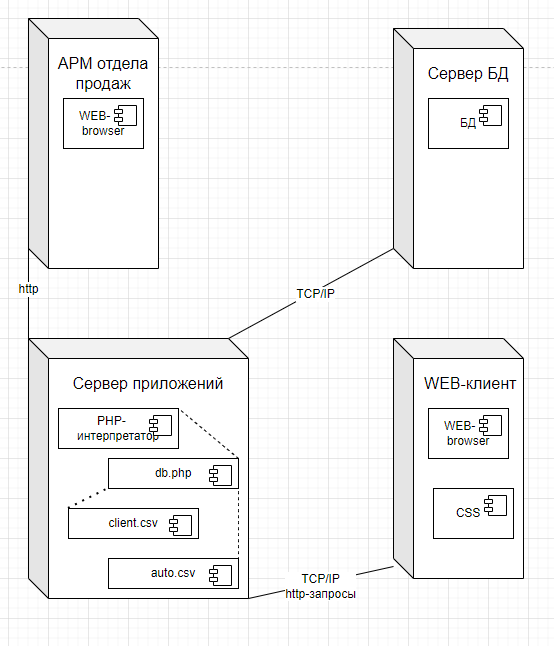 АРМ отдела
продаж
WEB-
browser
Сервер БД
БД
http
TCP/IP
Сервер приложений
PHP-
интерпретатор
db.php
client.csv
auto.csv
WEB-клиент
WEB-
browser
CSS
TCP/IP
http-запросы